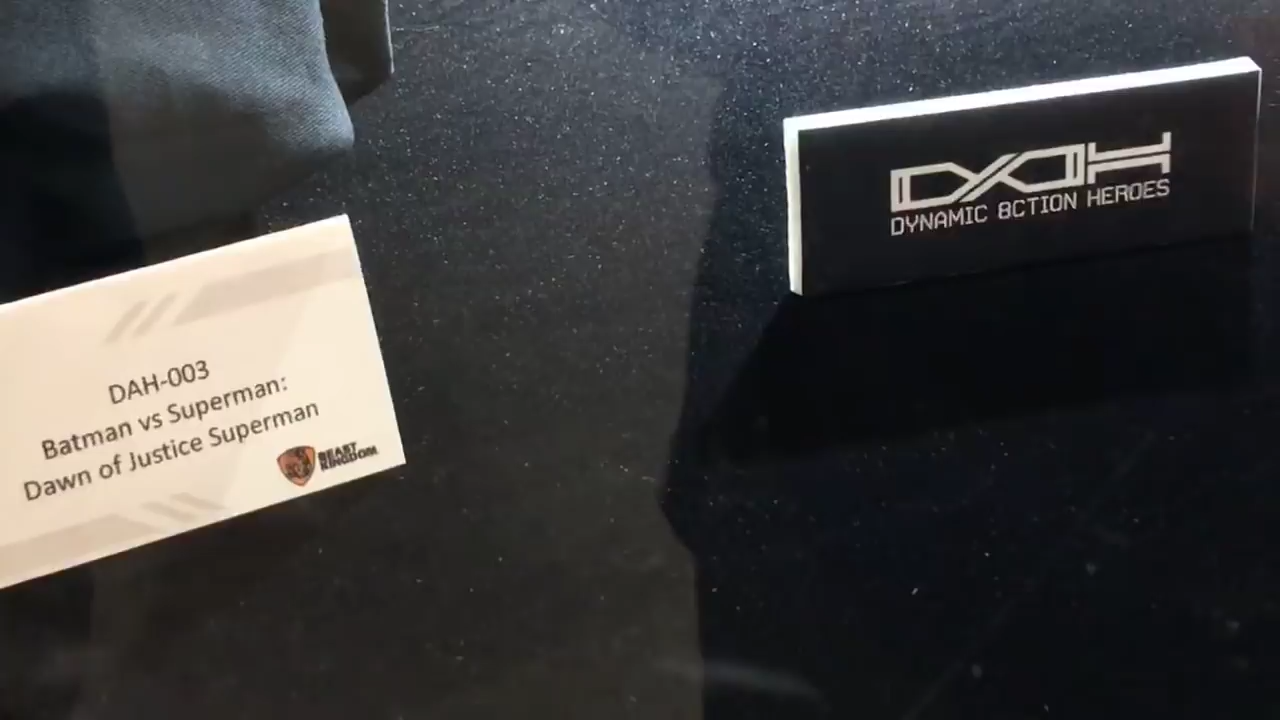 DAH-003
Batman vs Superman:
Dawn of Justice Superman
BEAST
KINGDOM
DAH
DYNAMIC 8CTION HEROES